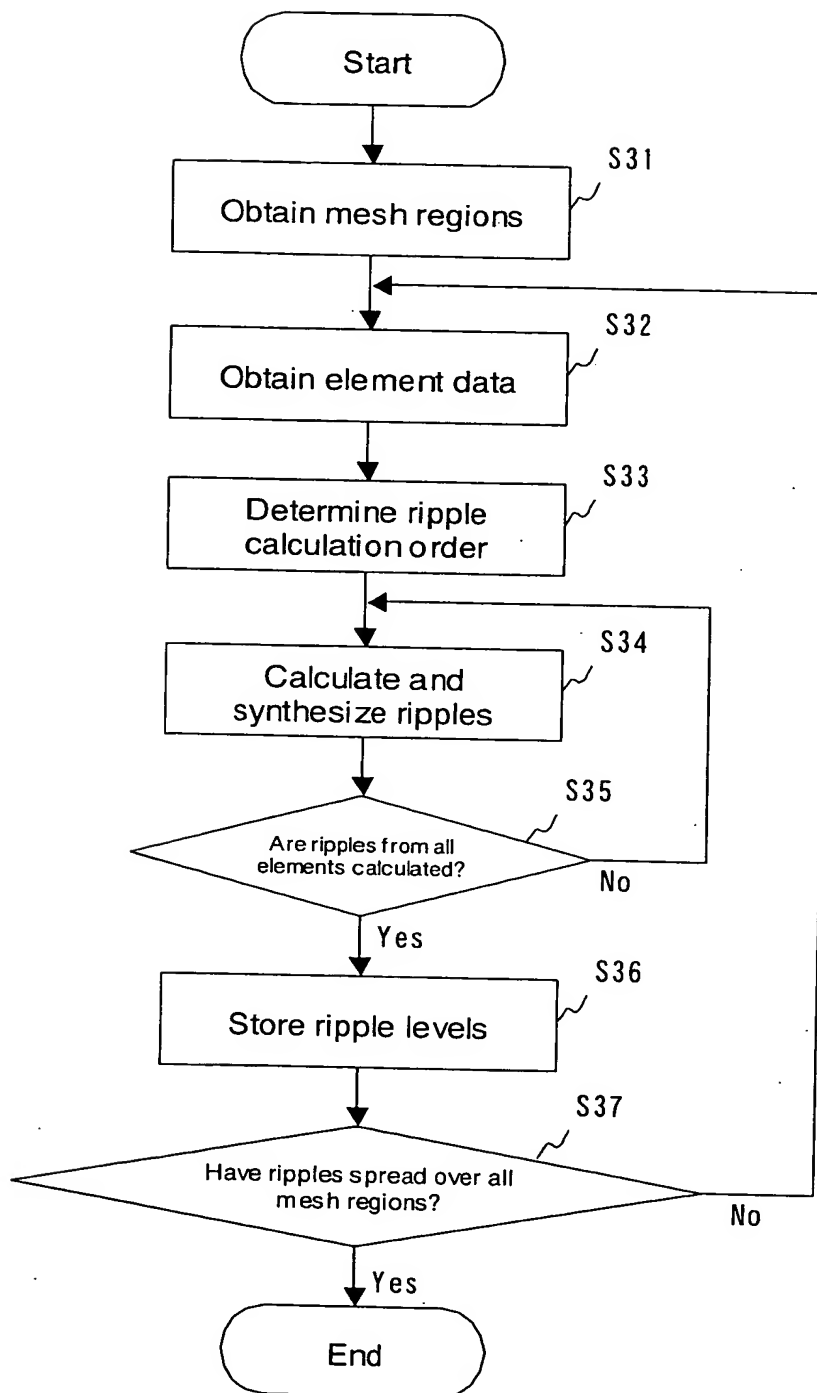 Start
S31
Obtain mesh regions
S32
Obtain element data
S33
Determine ripple
calculation order
S34
Calculate and
synthesize ripples
S35
Are ripples from all
elements calculated?
No
Yes
S36
Store ripple levels
S37
Have ripples spread over all
mesh regions?
No
Yes
End